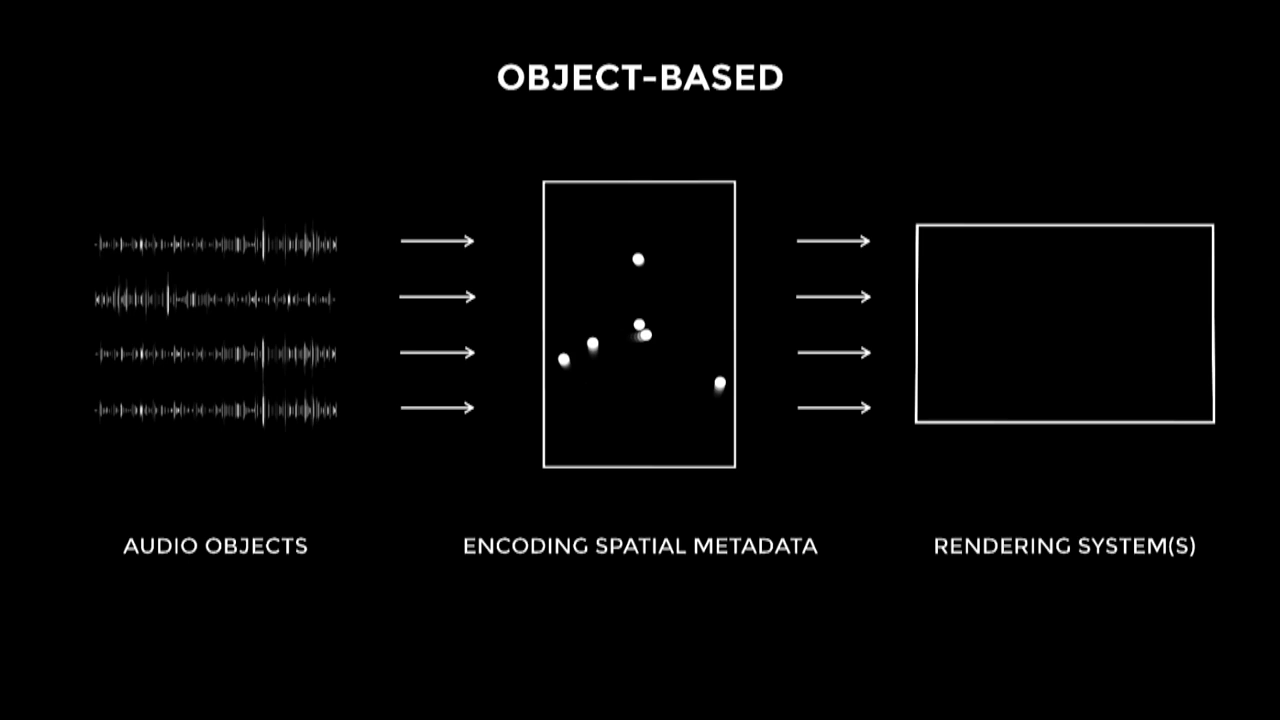 OBJECT-BASED
AUDIO OBJECTS
ENCODING SPATIAL METADATA
RENDERING SYSTEM(S)